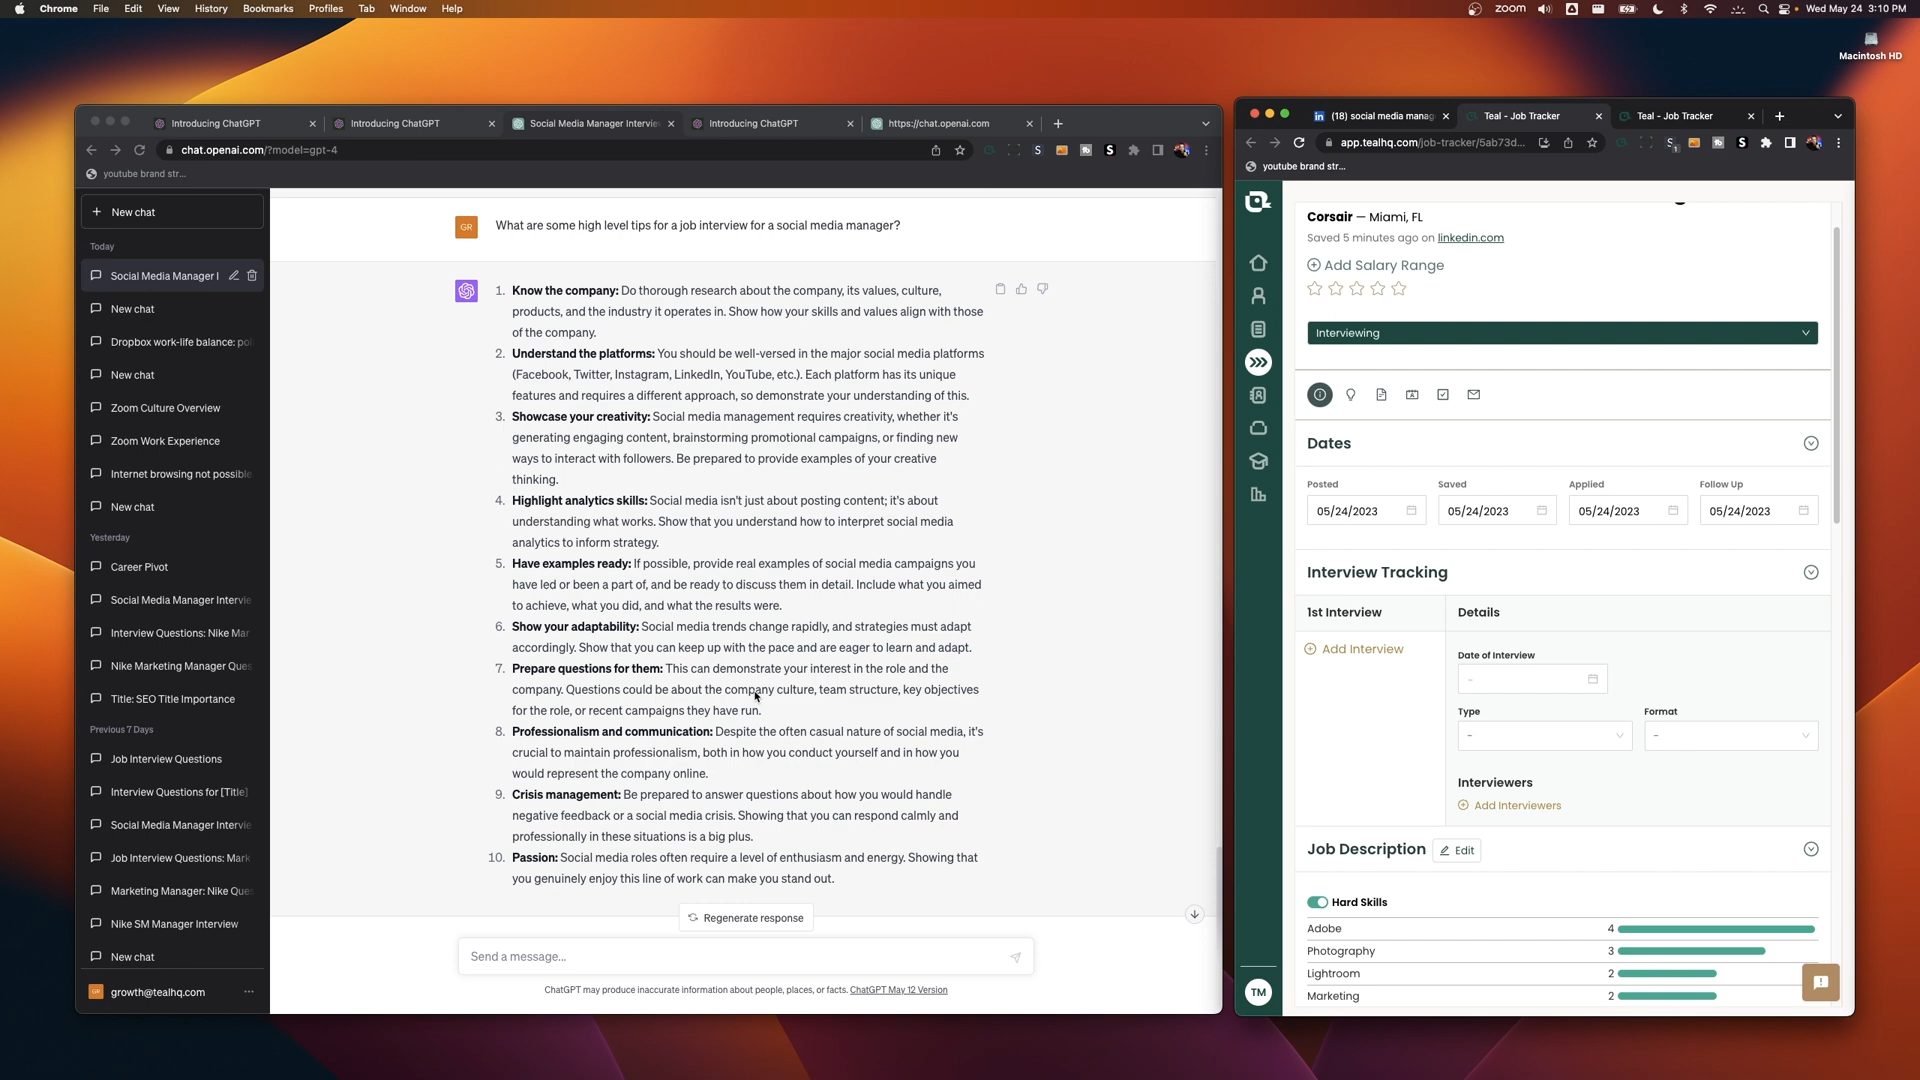 Chrome File Edit View History Bookmarks Profiles Tab Window Help
zoom Wed May 24 3:10 PM
Macintosh HD
Introducing ChatGPT
Introducing ChatGPT
Social Media Manager Intervie
Introducing ChatGPT
https://chat.openai.com
chat.openai.com/?model=gpt-4
youtube brand str...
New chat
Today
Social Media Manager I
New chat
Dropbox work-life balance: po
New chat
Zoom Culture Overview
Zoom Work Experience
Internet browsing not possible
New chat
Yesterday
Career Pivot
Social Media Manager Intervie
Interview Questions: Nike Mar
Nike Marketing Manager Ques
Title: SEO Title Importance
Previous 7 Days
Job Interview Questions
Interview Questions for [Title]
Social Media Manager Intervie
Job Interview Questions: Mark
Marketing Manager: Nike Ques
Nike SM Manager Interview
New chat
GR growth@tealhq.com
GR What are some high level tips for a job interview for a social media manager?
1. Know the company: Do thorough research about the company, its values, culture,
products, and the industry it operates in. Show how your skills and values align with those
of the company.
2. Understand the platforms: You should be well-versed in the major social media platforms
(Facebook, Twitter, Instagram, LinkedIn, YouTube, etc.). Each platform has its unique
features and requires a different approach, so demonstrate your understanding of this.
3. Showcase your creativity: Social media management requires creativity, whether it's
generating engaging content, brainstorming promotional campaigns, or finding new
ways to interact with followers. Be prepared to provide examples of your creative
thinking.
4. Highlight analytics skills: Social media isn't just about posting content; it's about
understanding what works. Show that you understand how to interpret social media
analytics to inform strategy.
5. Have examples ready: If possible, provide real examples of social media campaigns you
have led or been a part of, and be ready to discuss them in detail. Include what you aimed
to achieve, what you did, and what the results were.
6. Show your adaptability: Social media trends change rapidly, and strategies must adapt
accordingly. Show that you can keep up with the pace and are eager to learn and adapt.
7. Prepare questions for them: This can demonstrate your interest in the role and the
company. Questions could be about the company culture, team structure, key objectives
for the role, or recent campaigns they have run.
8. Professionalism and communication: Despite the often casual nature of social media, it's
crucial to maintain professionalism, both in how you conduct yourself and in how you
would represent the company online.
9. Crisis management: Be prepared to answer questions about how you would handle
negative feedback or a social media crisis. Showing that you can respond calmly and
professionally in these situations is a big plus.
10. Passion: Social media roles often require a level of enthusiasm and energy. Showing that
you genuinely enjoy this line of work can make you stand out.
Regenerate response
Send a message...
ChatGPT may produce inaccurate information about people, places, or facts. ChatGPT May 12 Version
(18) social media manag
Teal - Job Tracker
Teal - Job Tracker
app.tealhq.com/job-tracker/5ab73d...
youtube brand str...
Corsair — Miami, FL
Saved 5 minutes ago on linkedin.com
Add Salary Range
Interviewing
Dates
Posted Saved Applied Follow Up
05/24/2023 05/24/2023 05/24/2023 05/24/2023
Interview Tracking
1st Interview Details
Add Interview
Date of Interview
-
Type Format
- -
Interviewers
Add Interviewers
Job Description Edit
Hard Skills
Adobe 4
Photography 3
Lightroom 2
Marketing 2
TM